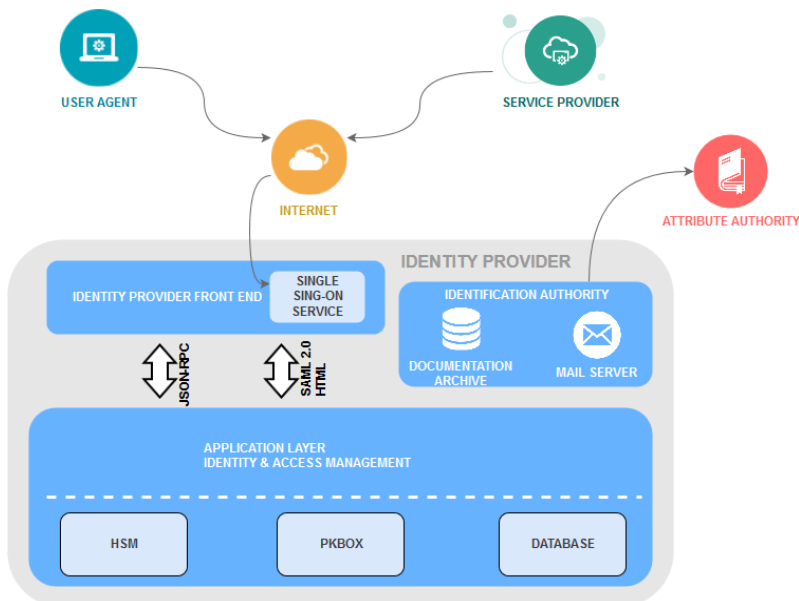 USER AGENT
SERVICE PROVIDER
INTERNET
ATTRIBUTE AUTHORITY
IDENTITY PROVIDER
IDENTITY PROVIDER FRONT END
SINGLE
SING-ON
SERVICE
IDENTIFICATION AUTHORITY
DOCUMENTATION
ARCHIVE
MAIL SERVER
JSON-RPC
SAML 2.0
HTML
APPLICATION LAYER
IDENTITY & ACCESS MANAGEMENT
HSM
PKBOX
DATABASE